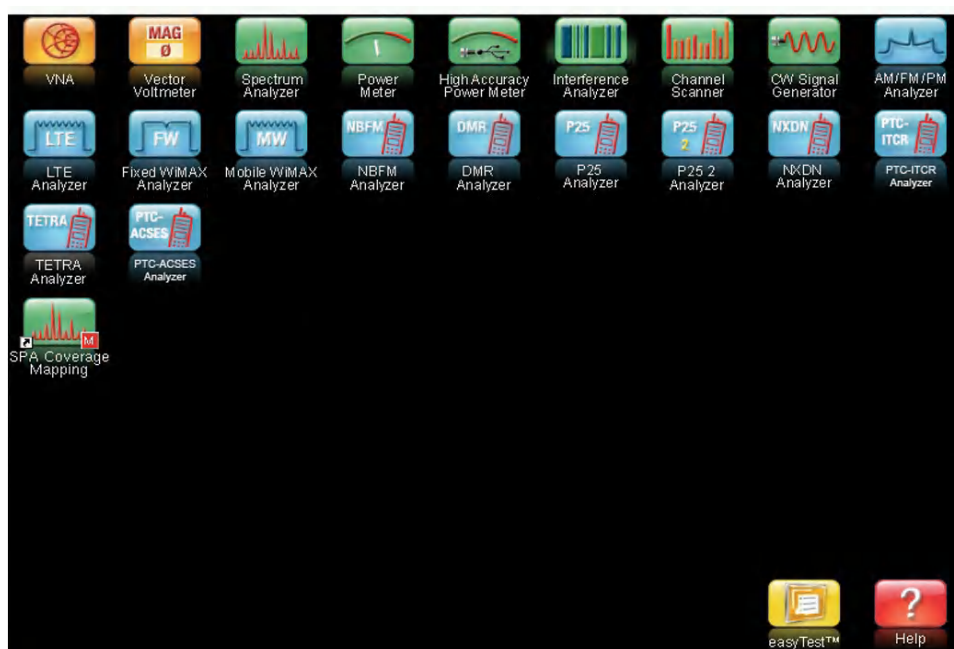 VNA
MAG
Ø
Vector
Voltmeter
Spectrum
Analyzer
Power
Meter
High Accuracy
Power Meter
Interference
Analyzer
Channel
Scanner
CW Signal
Generator
AM/FM/PM
Analyzer
LTE
LTE
Analyzer
FW
Fixed WiMAX
Analyzer
MW
Mobile WiMAX
Analyzer
NBFM
NBFM
Analyzer
DMR
DMR
Analyzer
P25
P25
Analyzer
P25
2
P25 2
Analyzer
NXDN
NXDN
Analyzer
PTC-
ITCR
PTC-ITCR
Analyzer
TETRA
TETRA
Analyzer
PTC-
ACSES
PTC-ACSES
Analyzer
M
SPA Coverage
Mapping
easyTest™
?
Help